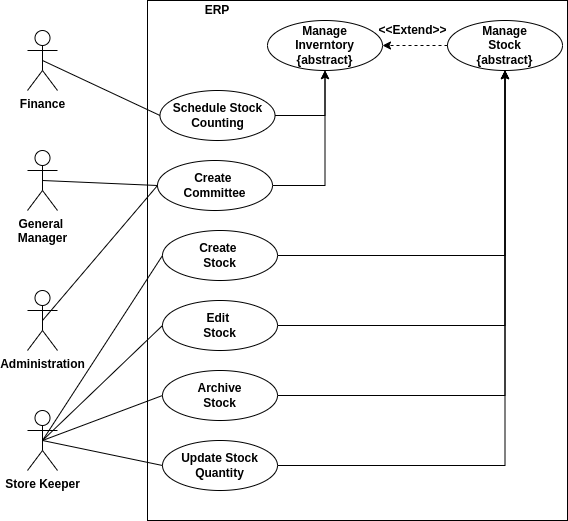 ERP
Manage
Inverntory
{abstract}
<<Extend>>
Manage
Stock
{abstract}
Finance
Schedule Stock
Counting
General
Manager
Create
Committee
Create
Stock
Administration
Edit
Stock
Archive
Stock
Store Keeper
Update Stock
Quantity